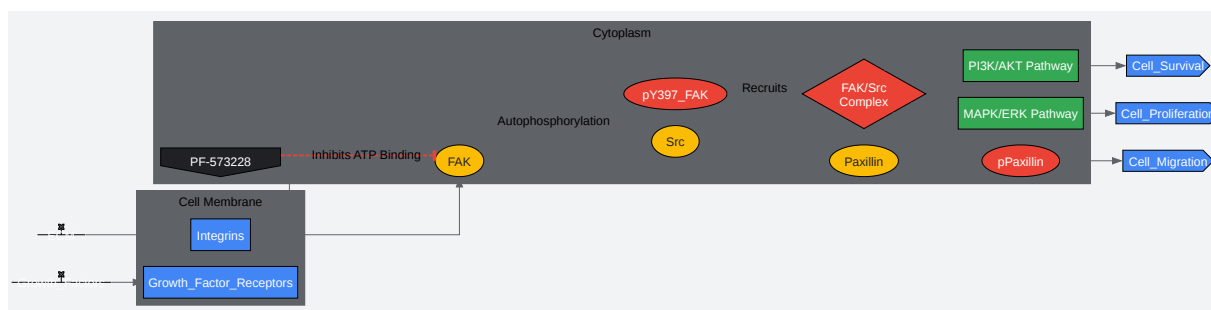 Cytoplasm
PI3K/AKT Pathway
Cell_Survival
pY397_FAK
Recruits
FAK/Src
Complex
MAPK/ERK Pathway
Cell_Proliferation
Autophosphorylation
Src
PF-573228
Inhibits ATP Binding
FAK
Paxillin
pPaxillin
Cell_Migration
Cell Membrane
Integrins
Growth_Factor_Receptors